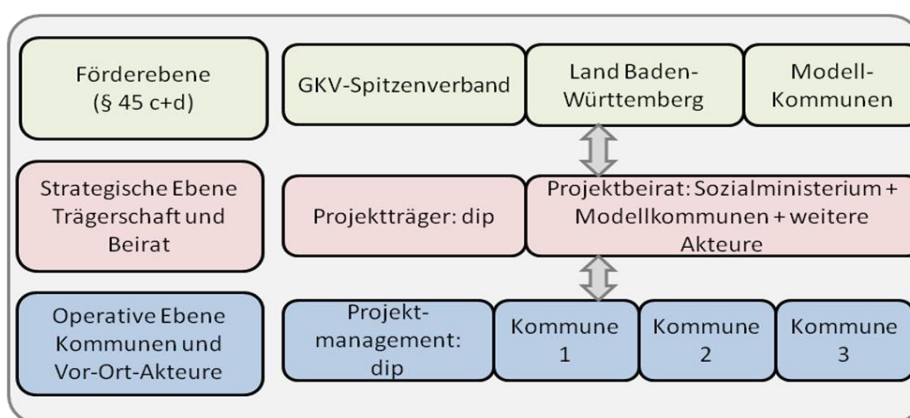 Förderebene
(§ 45 c+d)
GKV-Spitzenverband
Land Baden-
Württemberg
Modell-
Kommunen
Strategische Ebene
Trägerschaft und
Beirat
Projektträger: dip
Projektbeirat: Sozialministerium +
Modellkommunen + weitere
Akteure
Operative Ebene
Kommunen und
Vor-Ort-Akteure
Projekt-
management:
dip
Kommune
1
Kommune
2
Kommune
3